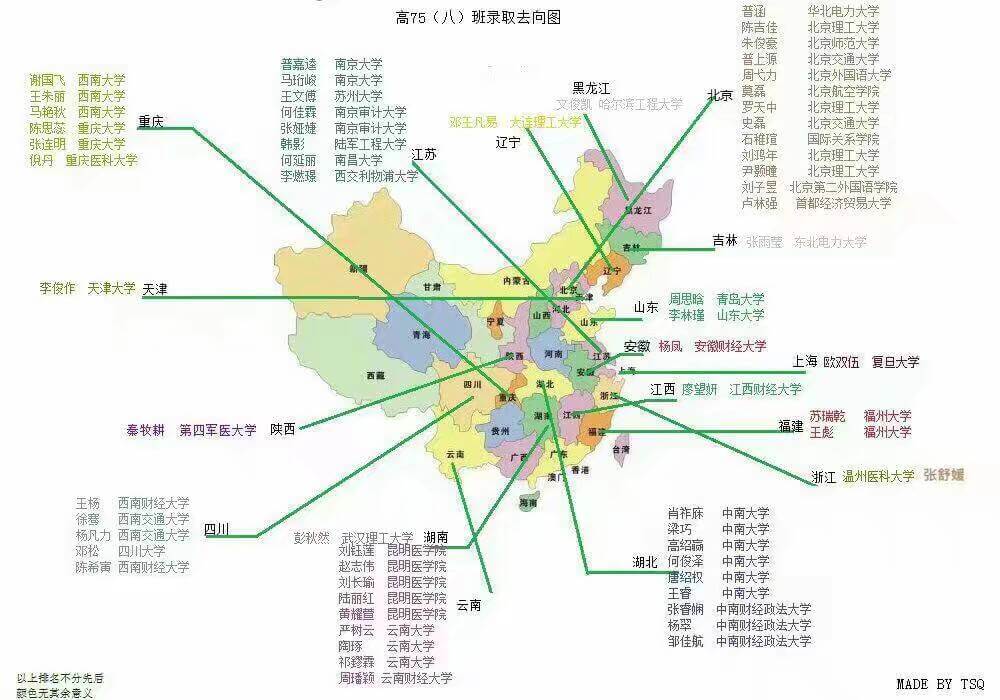 高75（八）班录取去向图
谢国飞 西南大学
王朱丽 西南大学
马艳秋 西南大学
陈思蕊 重庆大学
张连明 重庆大学
倪丹 重庆医科大学
重庆
普嘉逵 南京大学
马珩峻 南京大学
王文傅 苏州大学
何佳霖 南京审计大学
张娅婕 南京审计大学
韩影 陆军工程大学
何延丽 南昌大学
李燃璟 西交利物浦大学
江苏
黑龙江
文俊凯 哈尔滨工程大学
邓王凡易 大连理工大学
辽宁
北京
普涵 华北电力大学
陈吉佳 北京理工大学
朱俊豪 北京师范大学
普上源 北京交通大学
周弋力 北京外国语大学
莫磊 北京航空学院
罗天中 北京理工大学
史磊 北京交通大学
石稚瑄 国际关系学院
刘鸿年 北京理工大学
尹颢瞳 北京理工大学
刘子昱 北京第二外国语学院
卢林强 首都经济贸易大学
吉林 张雨莹 东北电力大学
李俊作 天津大学 天津
山东
周思晗 青岛大学
李林瑾 山东大学
安徽 杨凤 安徽财经大学
上海 欧双伍 复旦大学
江西 廖望妍 江西财经大学
福建
苏瑞乾 福州大学
王彪 福州大学
浙江 温州医科大学 张舒媛
秦牧耕 第四军医大学 陕西
黑龙江
吉林
辽宁
内蒙古
北京
天津
河北
新疆
甘肃
宁夏
山西
山东
青海
陕西
河南
江苏
西藏
安徽
上海
四川
重庆
湖北
浙江
贵州
湖南
江西
福建
云南
广西
广东
台湾
香港
澳门
海南
王杨 西南财经大学
徐骞 西南交通大学
杨凡力 西南交通大学
邓松 四川大学
陈希寅 西南财经大学
四川
彭秋然 武汉理工大学 湖南
刘钰莲 昆明医学院
赵志伟 昆明医学院
刘长瑜 昆明医学院
陆丽红 昆明医学院
黄耀萱 昆明医学院
严树云 云南大学
陶琢 云南大学
祁鏐霖 云南大学
周璠颖 云南财经大学
云南
湖北
肖祚庥 中南大学
梁巧 中南大学
高绍嬴 中南大学
何俊泽 中南大学
唐绍权 中南大学
王睿 中南大学
张睿娴 中南财经政法大学
杨翠 中南财经政法大学
邹佳航 中南财经政法大学
以上排名不分先后
颜色无其余意义
MADE BY TSQ